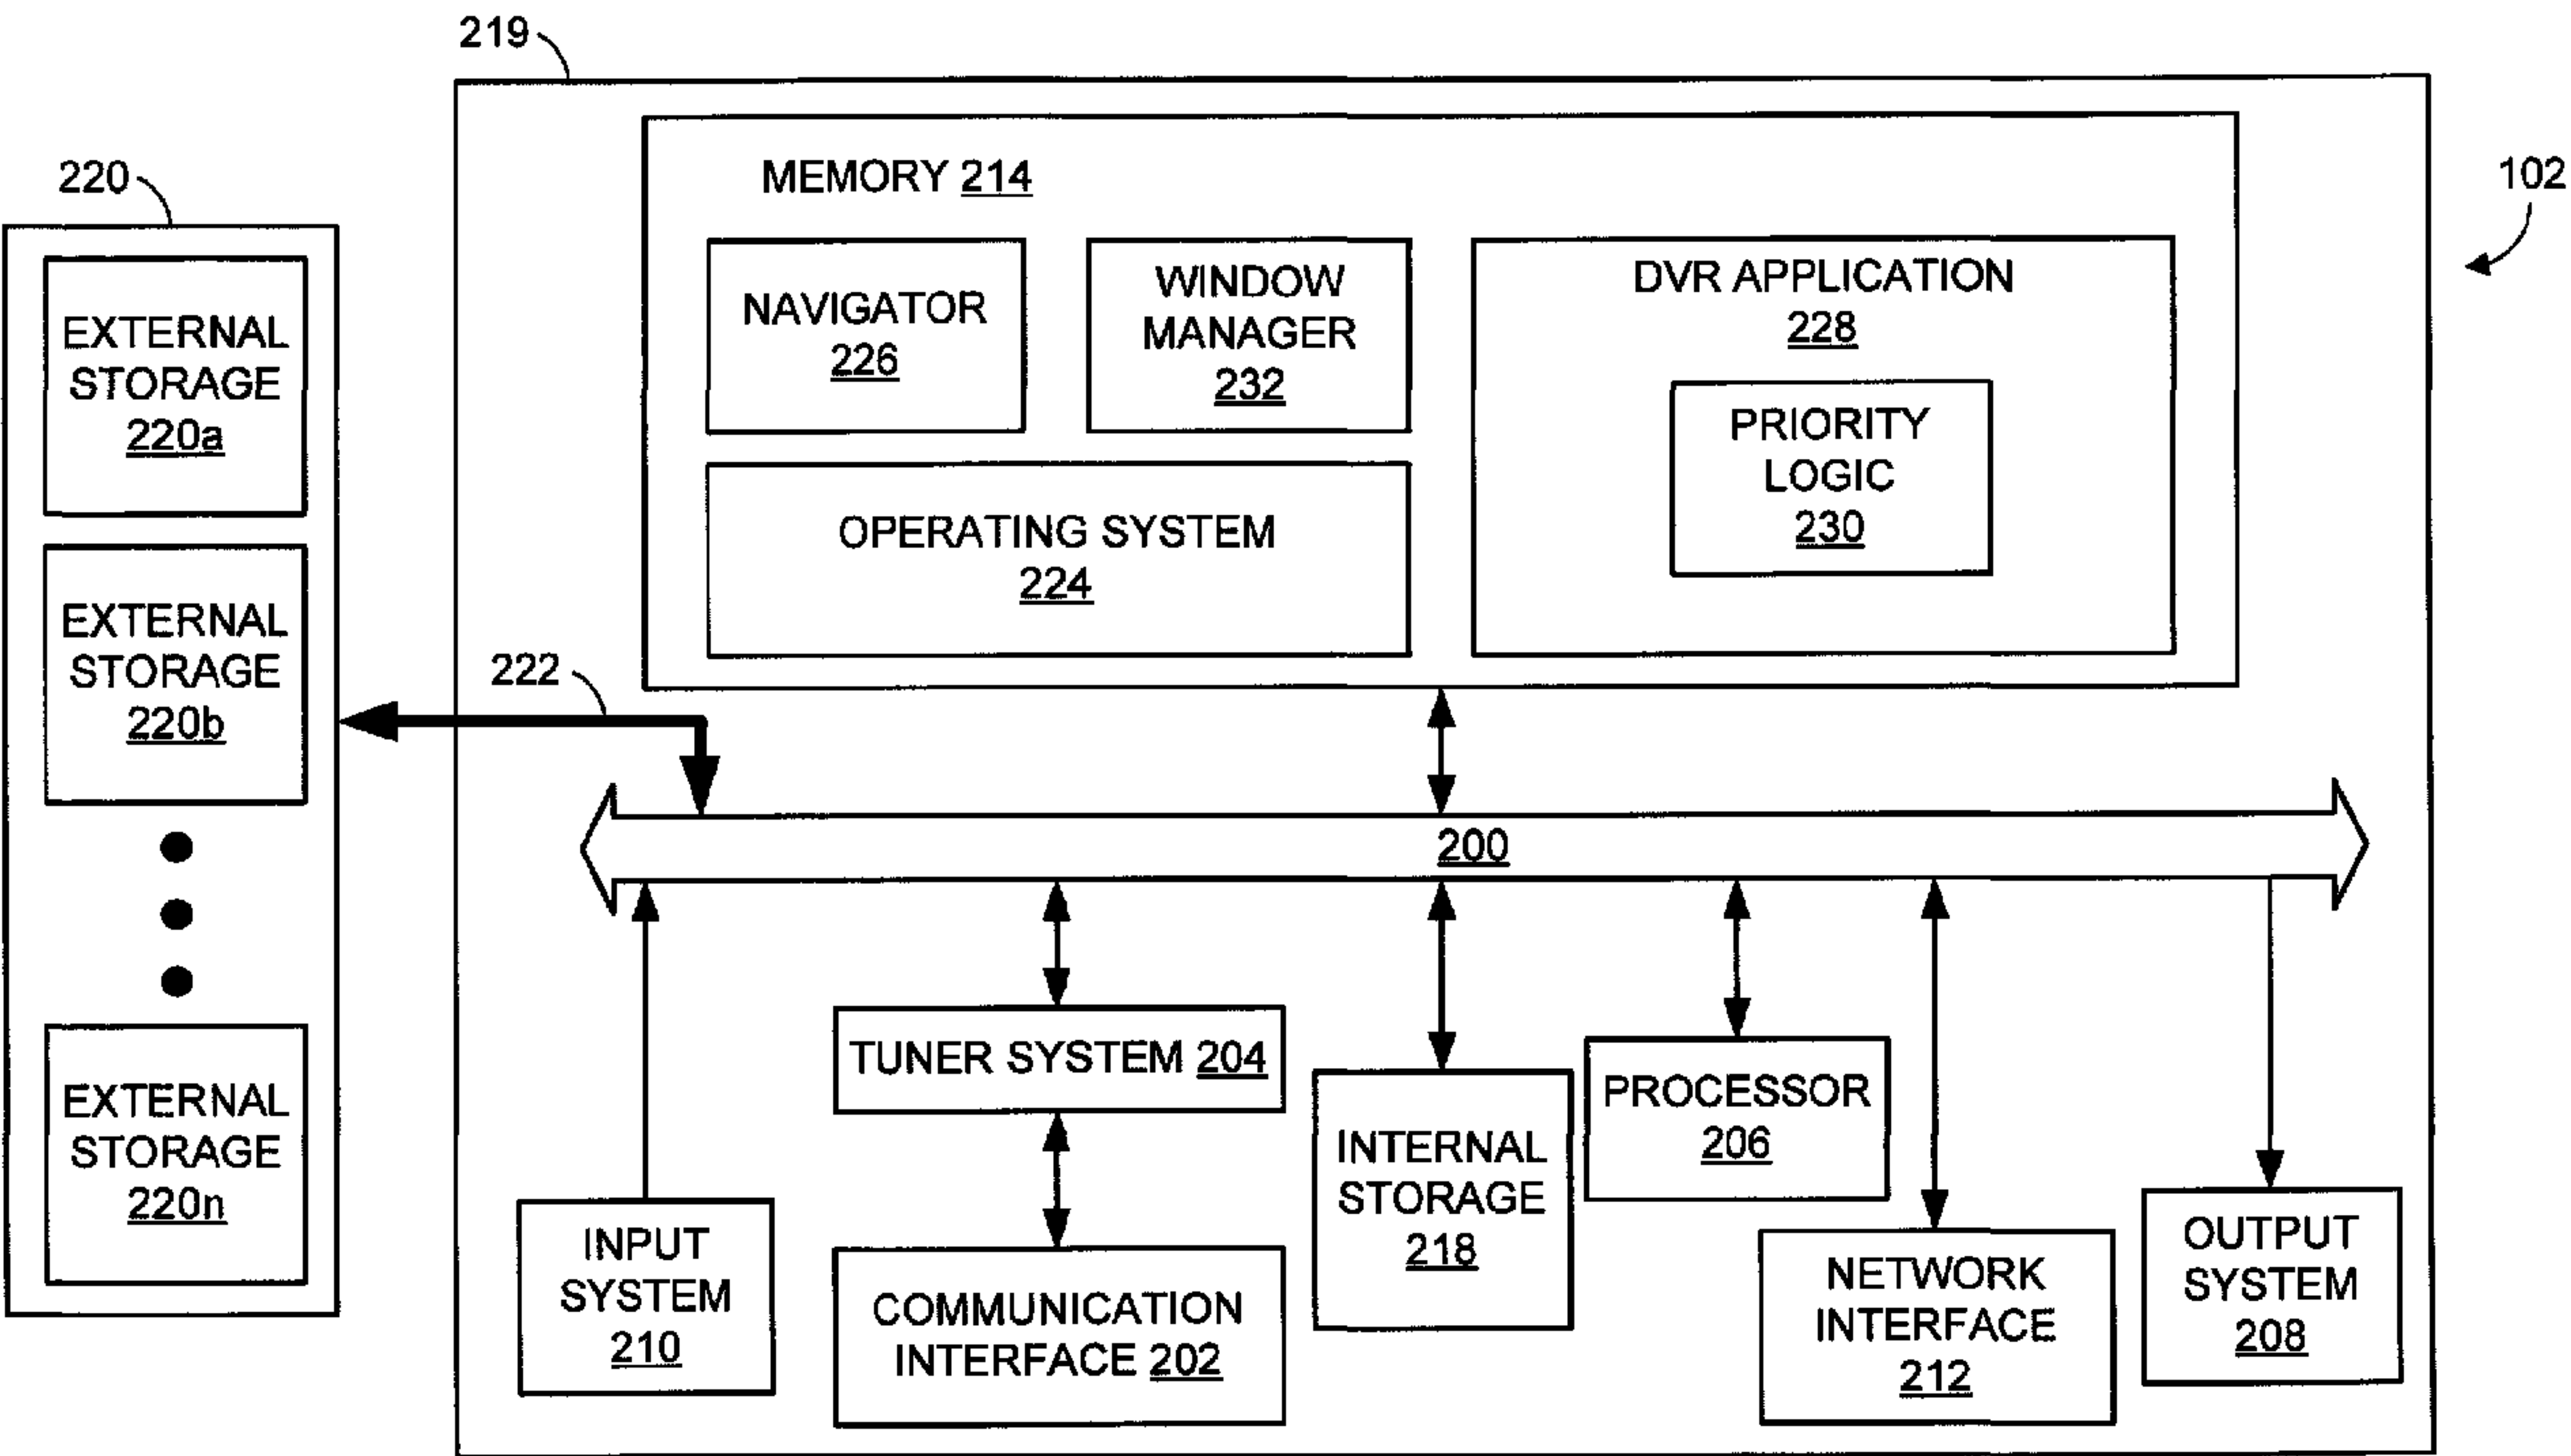 219
220
102
MEMORY 214
EXTERNAL
STORAGE
220a
NAVIGATOR
226
WINDOW
MANAGER
232
DVR APPLICATION
228
PRIORITY
LOGIC
230
OPERATING SYSTEM
224
EXTERNAL
STORAGE
220b
222
200
EXTERNAL
STORAGE
220n
INPUT
SYSTEM
210
TUNER SYSTEM 204
COMMUNICATION
INTERFACE 202
INTERNAL
STORAGE
218
PROCESSOR
206
NETWORK
INTERFACE
212
OUTPUT
SYSTEM
208